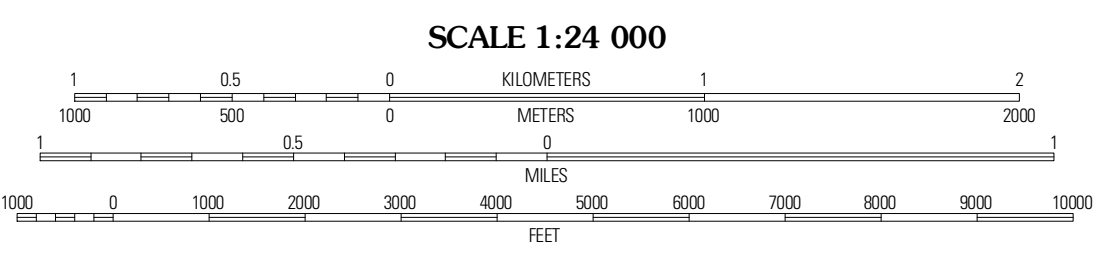 SCALE 1:24 000
1 0.5 0 KILOMETERS 1 2
1000 500 0 METERS 1000 2000
1 0.5 0 1
MILES
1000 0 1000 2000 3000 4000 5000 6000 7000 8000 9000 10000
FEET